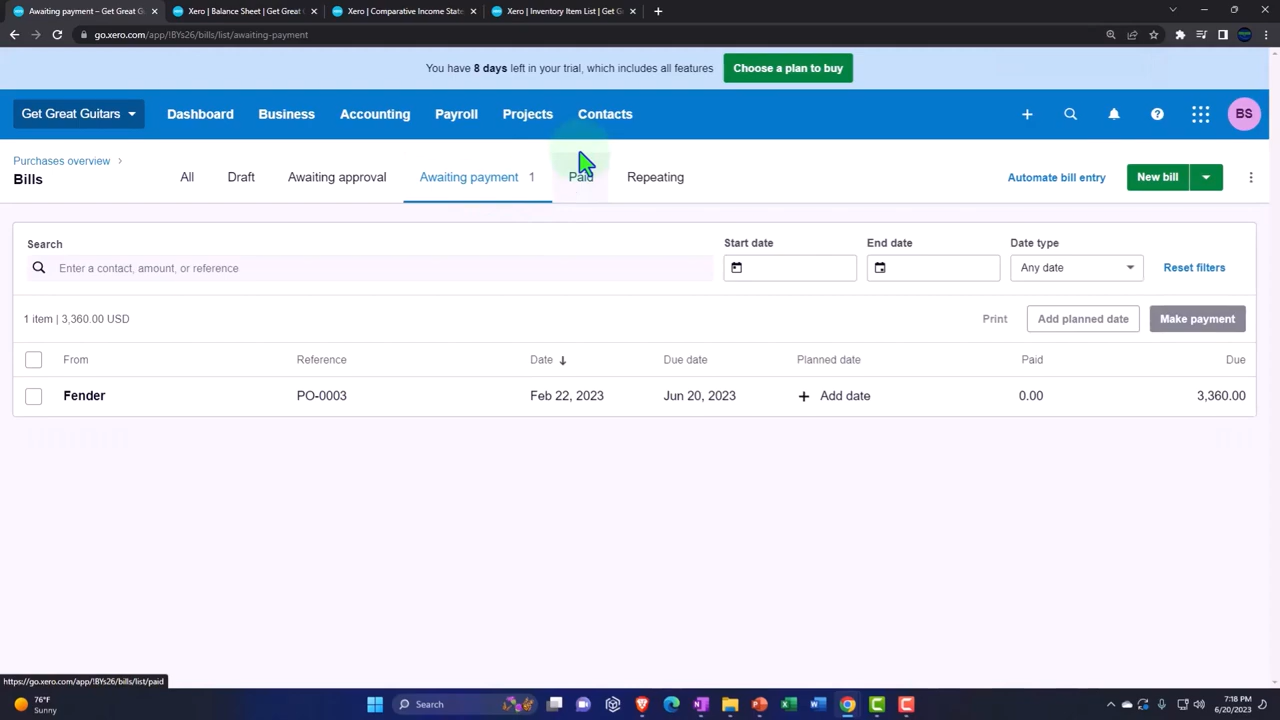 Awaiting payment – Get Great G
Xero | Balance Sheet | Get Great
Xero | Comparative Income State
Xero | Inventory Item List | Get G
go.xero.com/app/!BYs26/bills/list/awaiting-payment
You have 8 days left in your trial, which includes all features
Choose a plan to buy
Get Great Guitars
Dashboard
Business
Accounting
Payroll
Projects
Contacts
BS
Purchases overview
Bills
All
Draft
Awaiting approval
Awaiting payment 1
Paid
Repeating
Automate bill entry
New bill
Search
Start date
End date
Date type
Enter a contact, amount, or reference
Any date
Reset filters
1 item | 3,360.00 USD
Print
Add planned date
Make payment
From
Reference
Date
Due date
Planned date
Paid
Due
Fender
PO-0003
Feb 22, 2023
Jun 20, 2023
Add date
0.00
3,360.00
https://go.xero.com/app/!BYs26/bills/list/paid
76°F
Sunny
Search
7:18 PM
6/20/2023